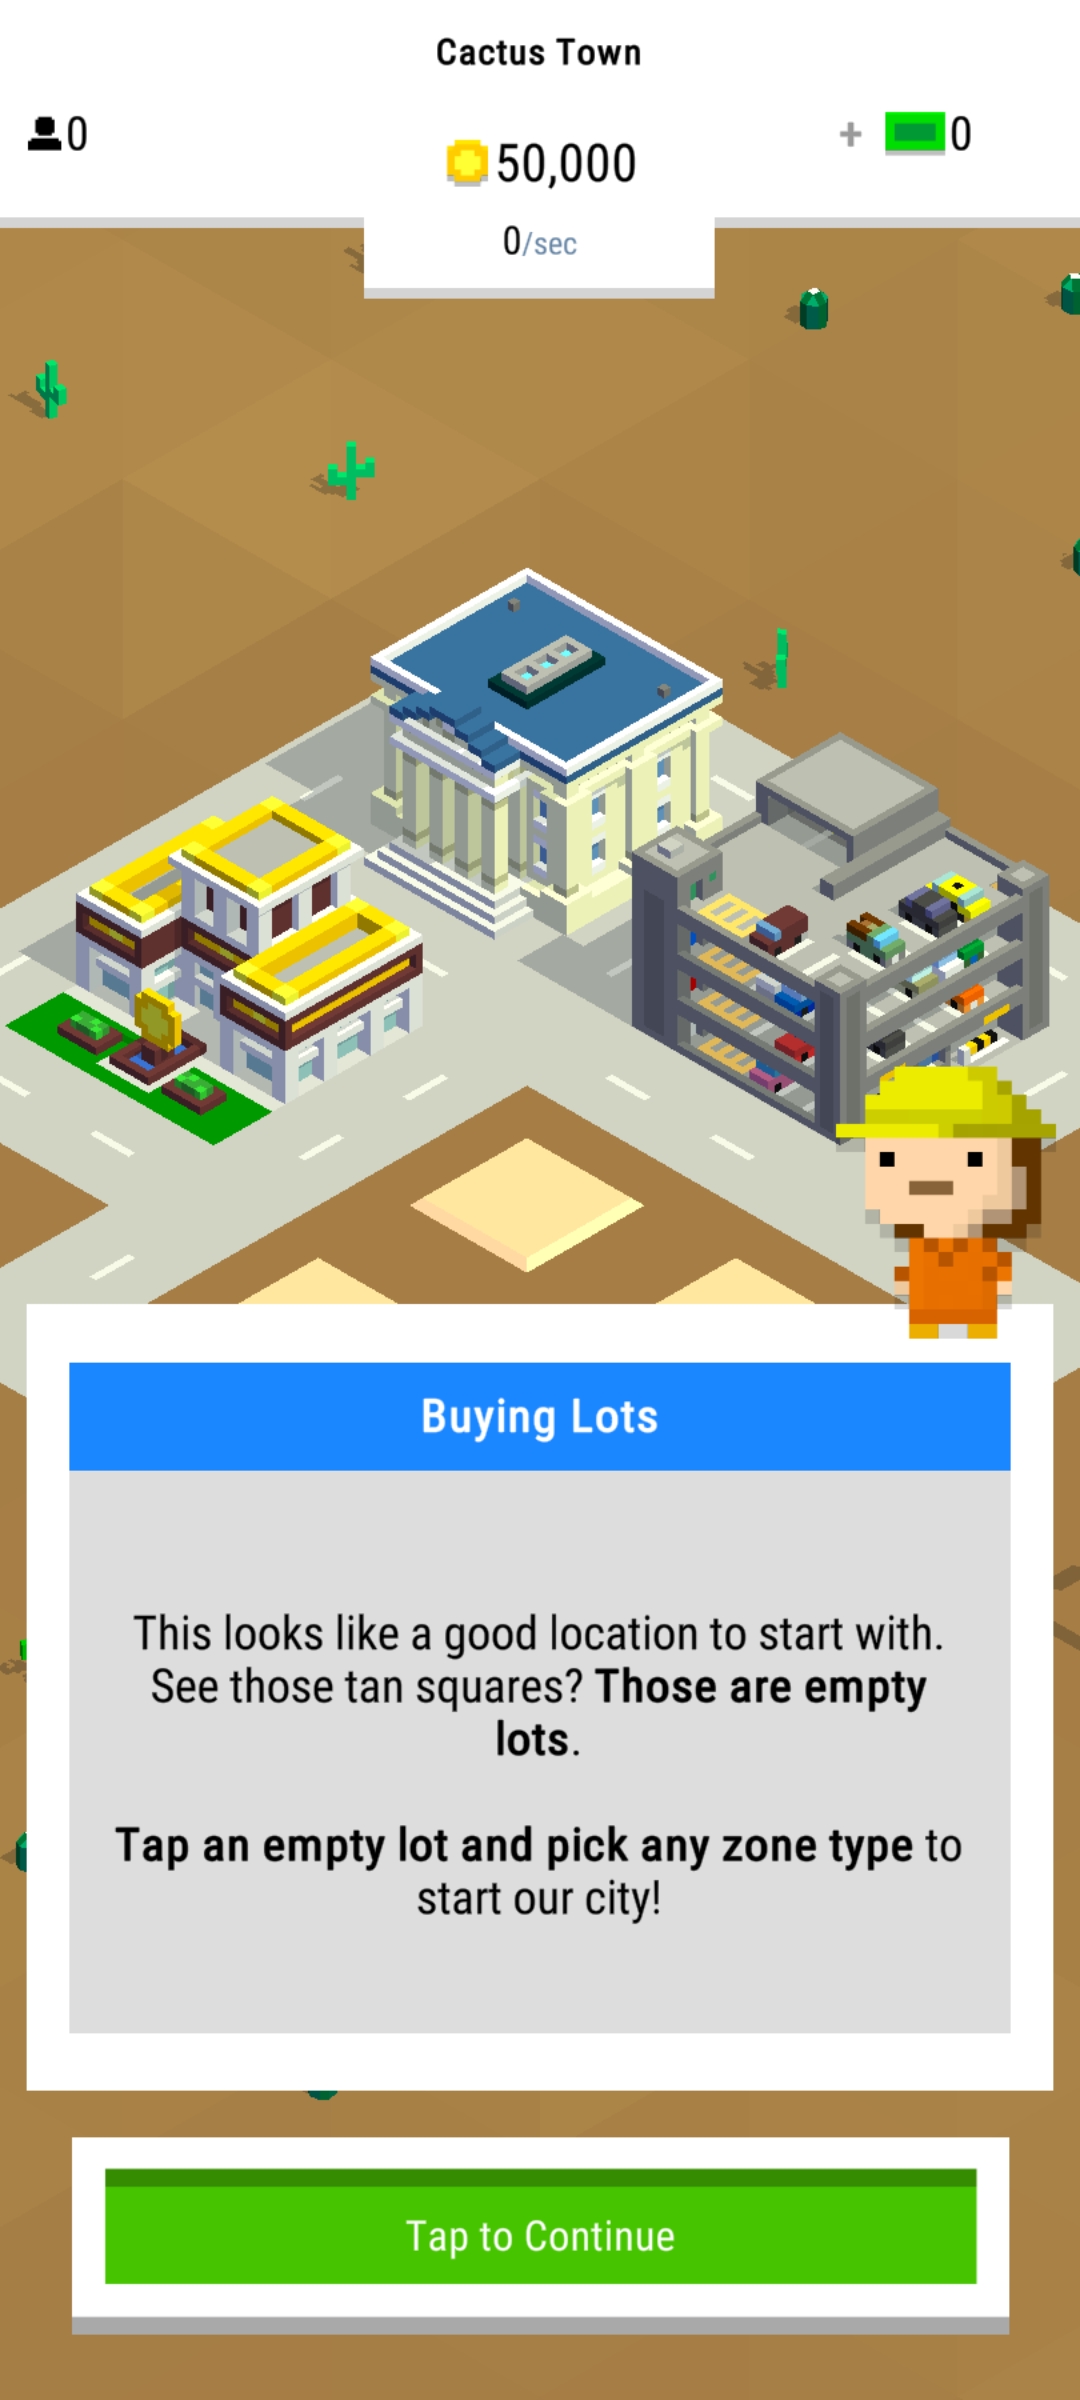 Cactus Town
0
50,000
+ 0
0/sec
Buying Lots
This looks like a good location to start with.
See those tan squares? Those are empty
lots.
Tap an empty lot and pick any zone type to
start our city!
Tap to Continue